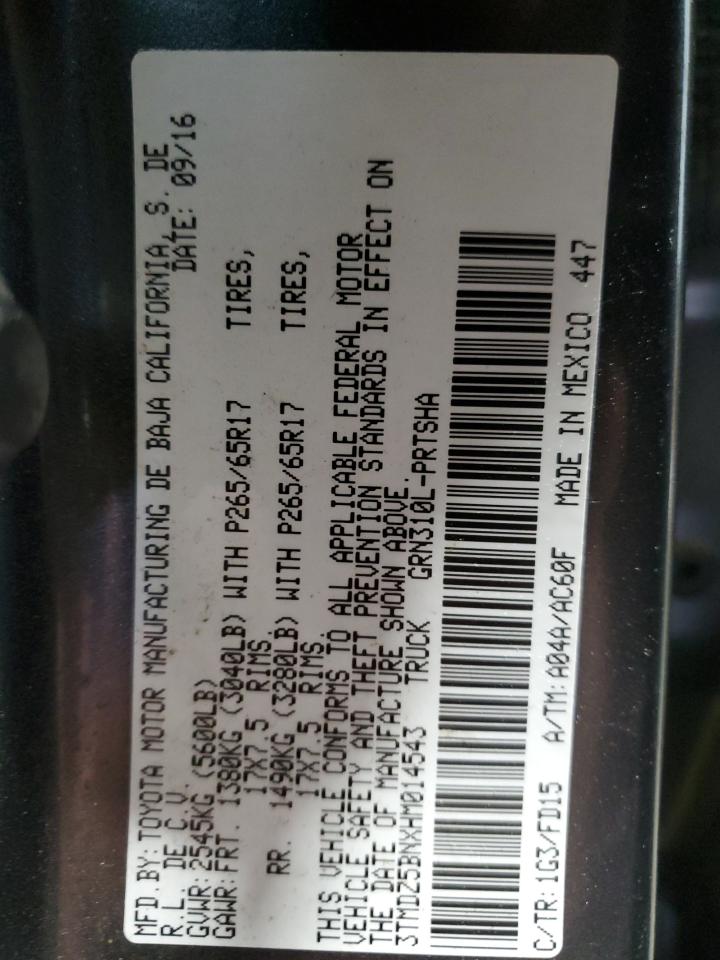 MFD.BY: TOYOTA MOTOR MANUFACTURING DE BAJA CALIFORNIA, S. DE
R.L. DE C.V. DATE: 09/16
GVWR: 2545KG (5600LB)
GAWR: FRT. 1380KG (3040LB) WITH P265/65R17 TIRES,
17X7.5 RIMS.
RR. 1490KG (3280LB) WITH P265/65R17 TIRES,
17X7.5 RIMS.
THIS VEHICLE CONFORMS TO ALL APPLICABLE FEDERAL MOTOR
VEHICLE SAFETY AND THEFT PREVENTION STANDARDS IN EFFECT ON
THE DATE OF MANUFACTURE SHOWN ABOVE.
3TMDZ5BNXHM014543 TRUCK GRN310L-PRTSHA
C/TR: 1G3/FD15 A/TM: A04A/AC60F MADE IN MEXICO 447